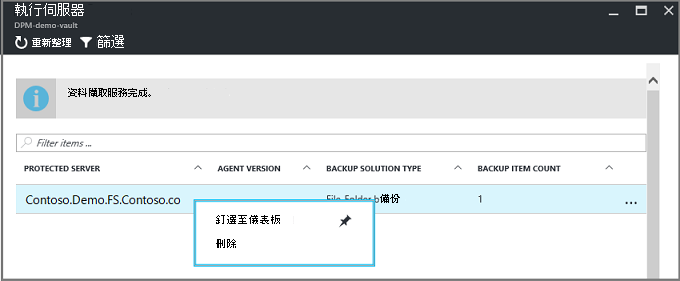 執行伺服器
DPM-demo-vault
重新整理 篩選
資料擷取服務完成。
Filter items ...
PROTECTED SERVER AGENT VERSION BACKUP SOLUTION TYPE BACKUP ITEM COUNT
Contoso.Demo.FS.Contoso.co File-Folder b備份 1 ...
釘選至儀表板
刪除